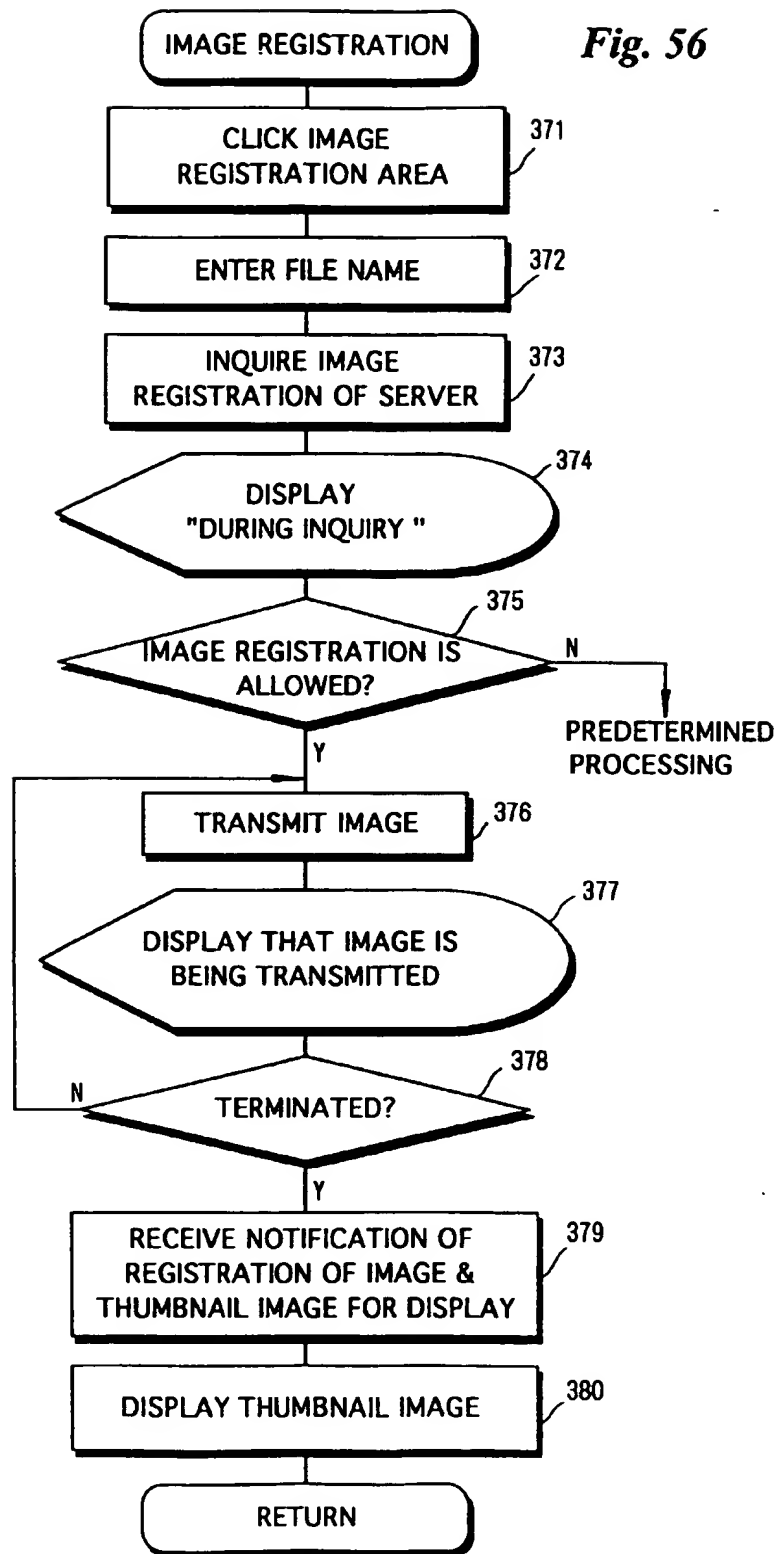 Fig. 56
IMAGE REGISTRATION
CLICK IMAGE
REGISTRATION AREA
371
ENTER FILE NAME
372
INQUIRE IMAGE
REGISTRATION OF SERVER
373
DISPLAY
"DURING INQUIRY "
374
375
IMAGE REGISTRATION IS
ALLOWED?
N
PREDETERMINED
PROCESSING
Y
TRANSMIT IMAGE
376
377
DISPLAY THAT IMAGE IS
BEING TRANSMITTED
378
N
TERMINATED?
Y
RECEIVE NOTIFICATION OF
REGISTRATION OF IMAGE &
THUMBNAIL IMAGE FOR DISPLAY
379
DISPLAY THUMBNAIL IMAGE
380
RETURN